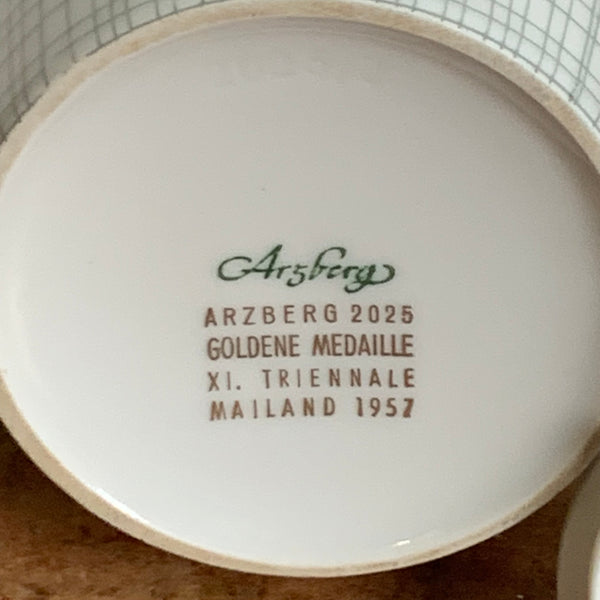 Arzberg
ARZBERG 2025
GOLDENE MEDAILLE
XI. TRIENNALE
MAILAND 1957